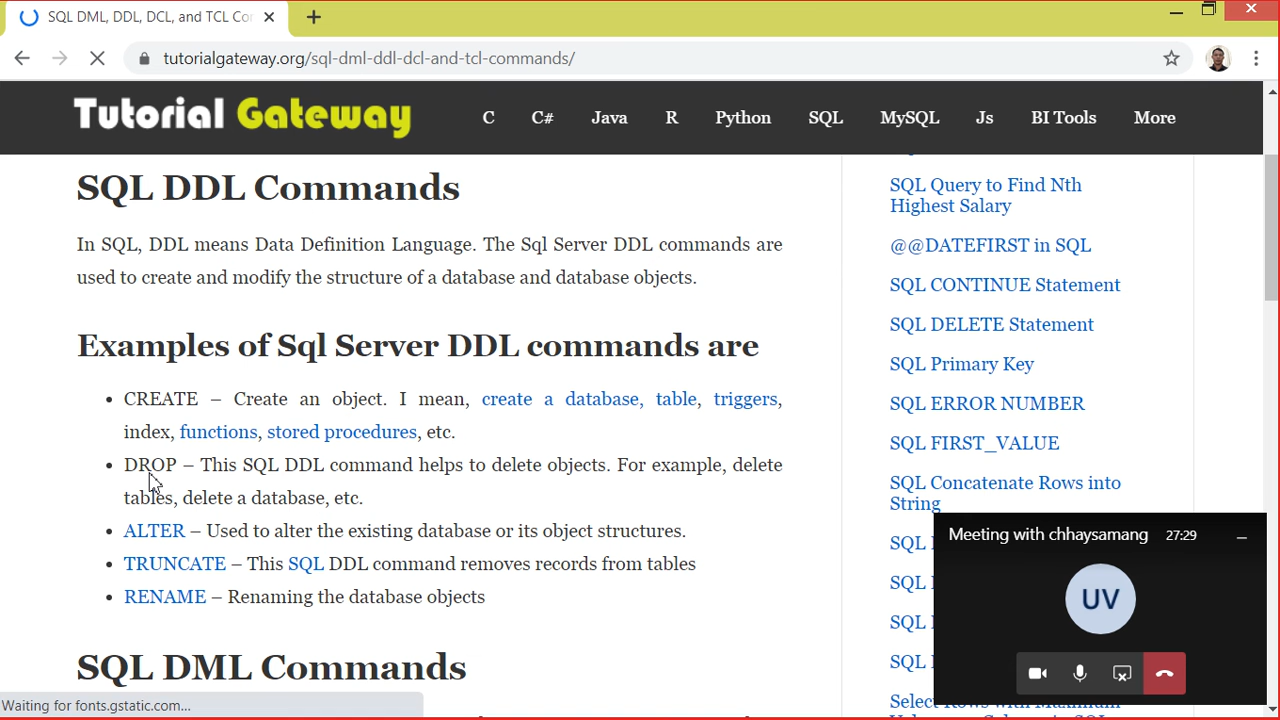 SQL DML, DDL, DCL, and TCL Co
tutorialgateway.org/sql-dml-ddl-dcl-and-tcl-commands/
Tutorial Gateway
C C# Java R Python SQL MySQL Js BI Tools More
SQL DDL Commands
In SQL, DDL means Data Definition Language. The Sql Server DDL commands are
used to create and modify the structure of a database and database objects.
Examples of Sql Server DDL commands are
• CREATE – Create an object. I mean, create a database, table, triggers,
index, functions, stored procedures, etc.
• DROP – This SQL DDL command helps to delete objects. For example, delete
tables, delete a database, etc.
• ALTER – Used to alter the existing database or its object structures.
• TRUNCATE – This SQL DDL command removes records from tables
• RENAME – Renaming the database objects
SQL DML Commands
SQL Query to Find Nth
Highest Salary
@@DATEFIRST in SQL
SQL CONTINUE Statement
SQL DELETE Statement
SQL Primary Key
SQL ERROR NUMBER
SQL FIRST_VALUE
SQL Concatenate Rows into
String
SQL
SQL
SQL
SQL
Select Rows with Maximum
Meeting with chhaysamang 27:29
UV
Waiting for fonts.gstatic.com...